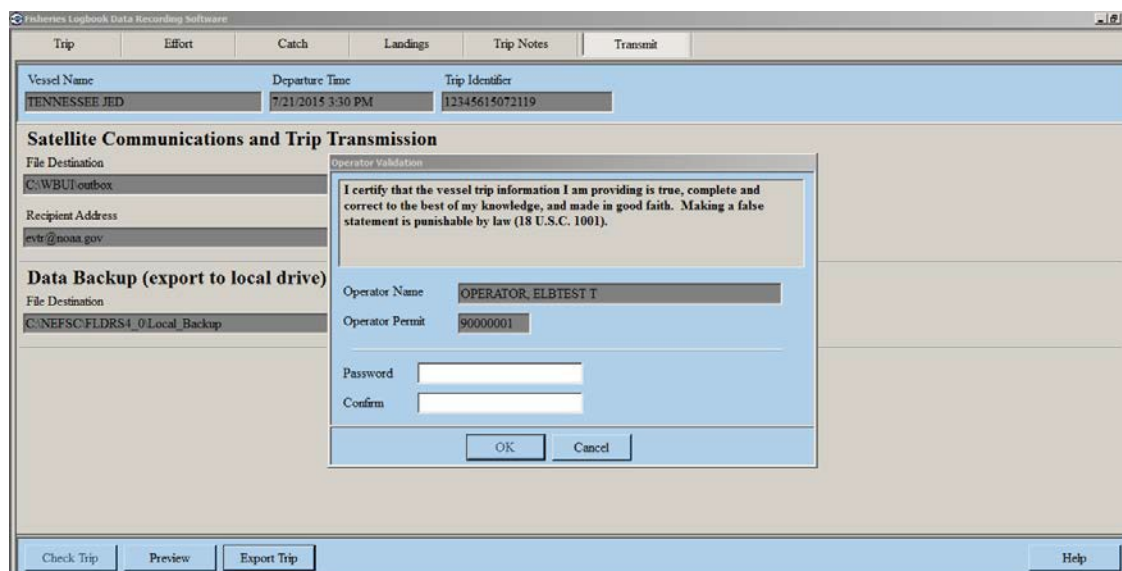 Fisheries Logbook Data Recording Software
Trip Effort Catch Landings Trip Notes Transmit
Vessel Name Departure Time Trip Identifier
TENNESSEE JED 7/21/2015 3:30 PM 12345615072119
Satellite Communications and Trip Transmission
File Destination
C:\WBUI\outbox
Recipient Address
evtr@noaa.gov
Data Backup (export to local drive)
File Destination
C:\NEFSC\FLDRS4_0\Local_Backup
Operator Validation
I certify that the vessel trip information I am providing is true, complete and
correct to the best of my knowledge, and made in good faith. Making a false
statement is punishable by law (18 U.S.C. 1001).
Operator Name OPERATOR, ELBTEST T
Operator Permit 90000001
Password
Confirm
OK Cancel
Check Trip Preview Export Trip Help